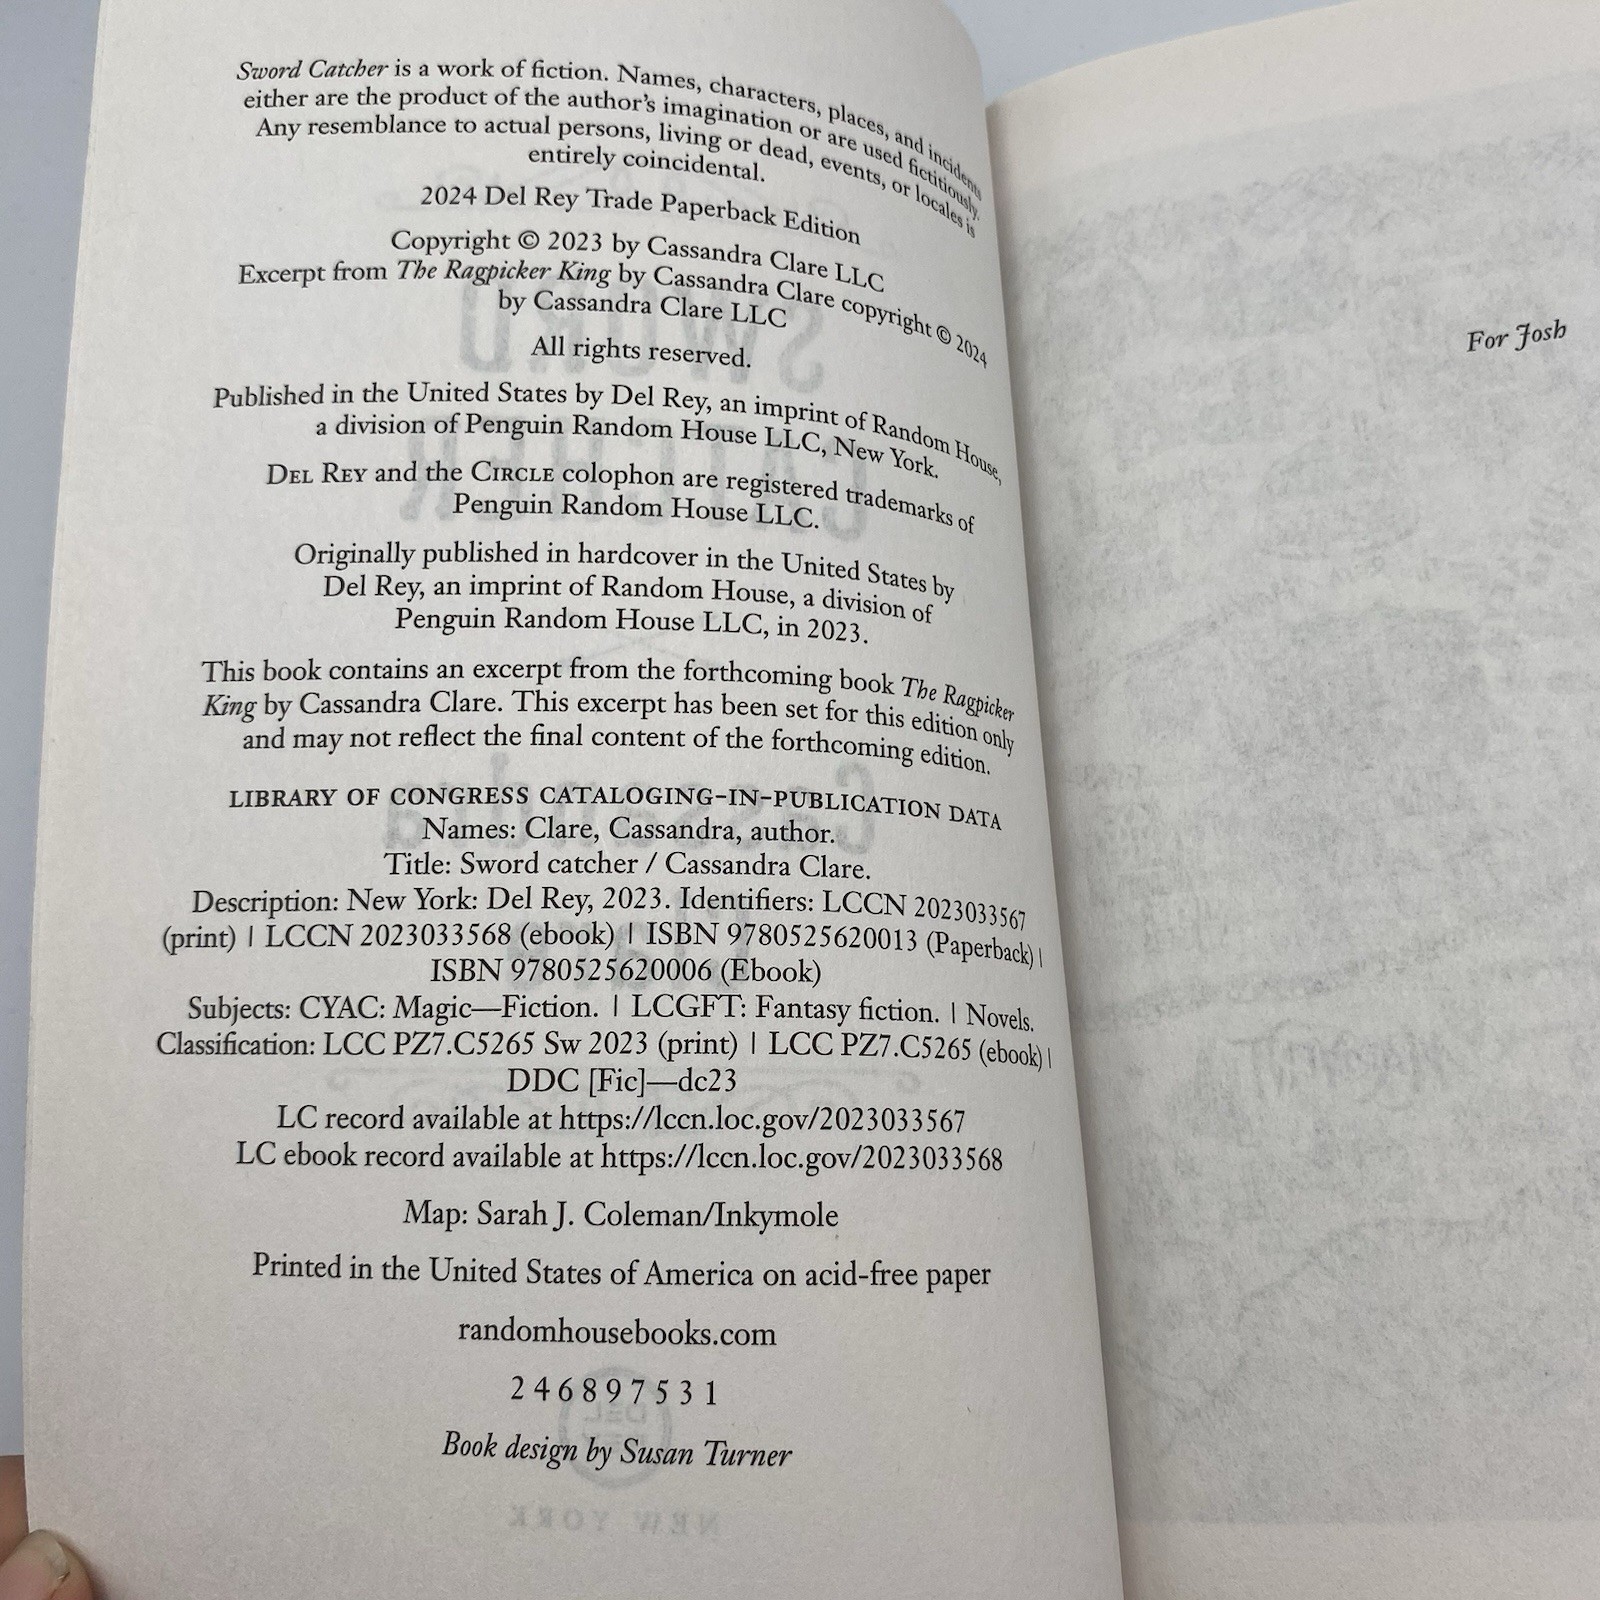 Sword Catcher is a work of fiction. Names, characters, places, and incidents
either are the product of the author's imagination or are used fictitiously.
Any resemblance to actual persons, living or dead, events, or locales is
entirely coincidental.
2024 Del Rey Trade Paperback Edition
Copyright © 2023 by Cassandra Clare LLC
Excerpt from The Ragpicker King by Cassandra Clare copyright © 2024
by Cassandra Clare LLC
All rights reserved.
Published in the United States by Del Rey, an imprint of Random House,
a division of Penguin Random House LLC, New York.
DEL REY and the CIRCLE colophon are registered trademarks of
Penguin Random House LLC.
Originally published in hardcover in the United States by
Del Rey, an imprint of Random House, a division of
Penguin Random House LLC, in 2023.
This book contains an excerpt from the forthcoming book The Ragpicker
King by Cassandra Clare. This excerpt has been set for this edition only
and may not reflect the final content of the forthcoming edition.
LIBRARY OF CONGRESS CATALOGING-IN-PUBLICATION DATA
Names: Clare, Cassandra, author.
Title: Sword catcher / Cassandra Clare.
Description: New York: Del Rey, 2023. Identifiers: LCCN 2023033567
(print) | LCCN 2023033568 (ebook) | ISBN 9780525620013 (Paperback) |
ISBN 9780525620006 (Ebook)
Subjects: CYAC: Magic—Fiction. | LCGFT: Fantasy fiction. | Novels.
Classification: LCC PZ7.C5265 Sw 2023 (print) | LCC PZ7.C5265 (ebook) |
DDC [Fic]—dc23
LC record available at https://lccn.loc.gov/2023033567
LC ebook record available at https://lccn.loc.gov/2023033568
Map: Sarah J. Coleman/Inkymole
Printed in the United States of America on acid-free paper
randomhousebooks.com
2 4 6 8 9 7 5 3 1
Book design by Susan Turner
For Josh